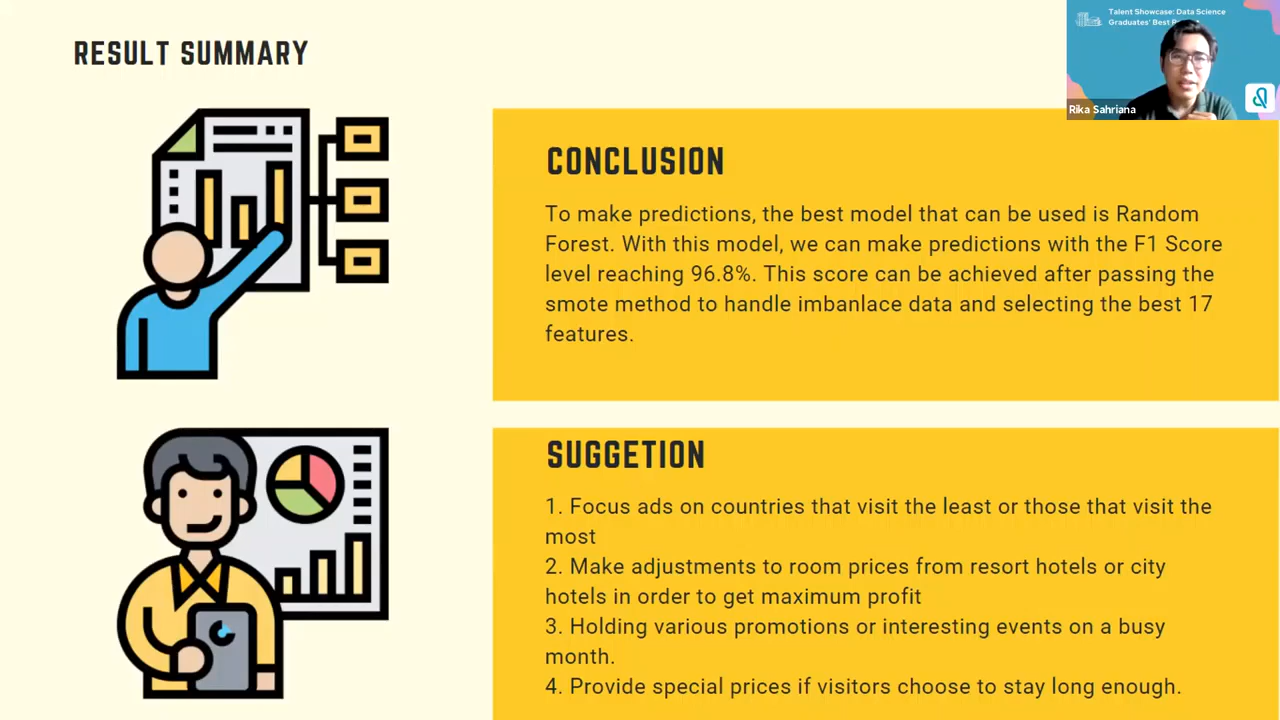 RESULT SUMMARY
Talent Showcase: Data Science
Graduates' Best
Rika Sahriana
CONCLUSION
To make predictions, the best model that can be used is Random
Forest. With this model, we can make predictions with the F1 Score
level reaching 96.8%. This score can be achieved after passing the
smote method to handle imbanlace data and selecting the best 17
features.
SUGGETION
1. Focus ads on countries that visit the least or those that visit the
most
2. Make adjustments to room prices from resort hotels or city
hotels in order to get maximum profit
3. Holding various promotions or interesting events on a busy
month.
4. Provide special prices if visitors choose to stay long enough.